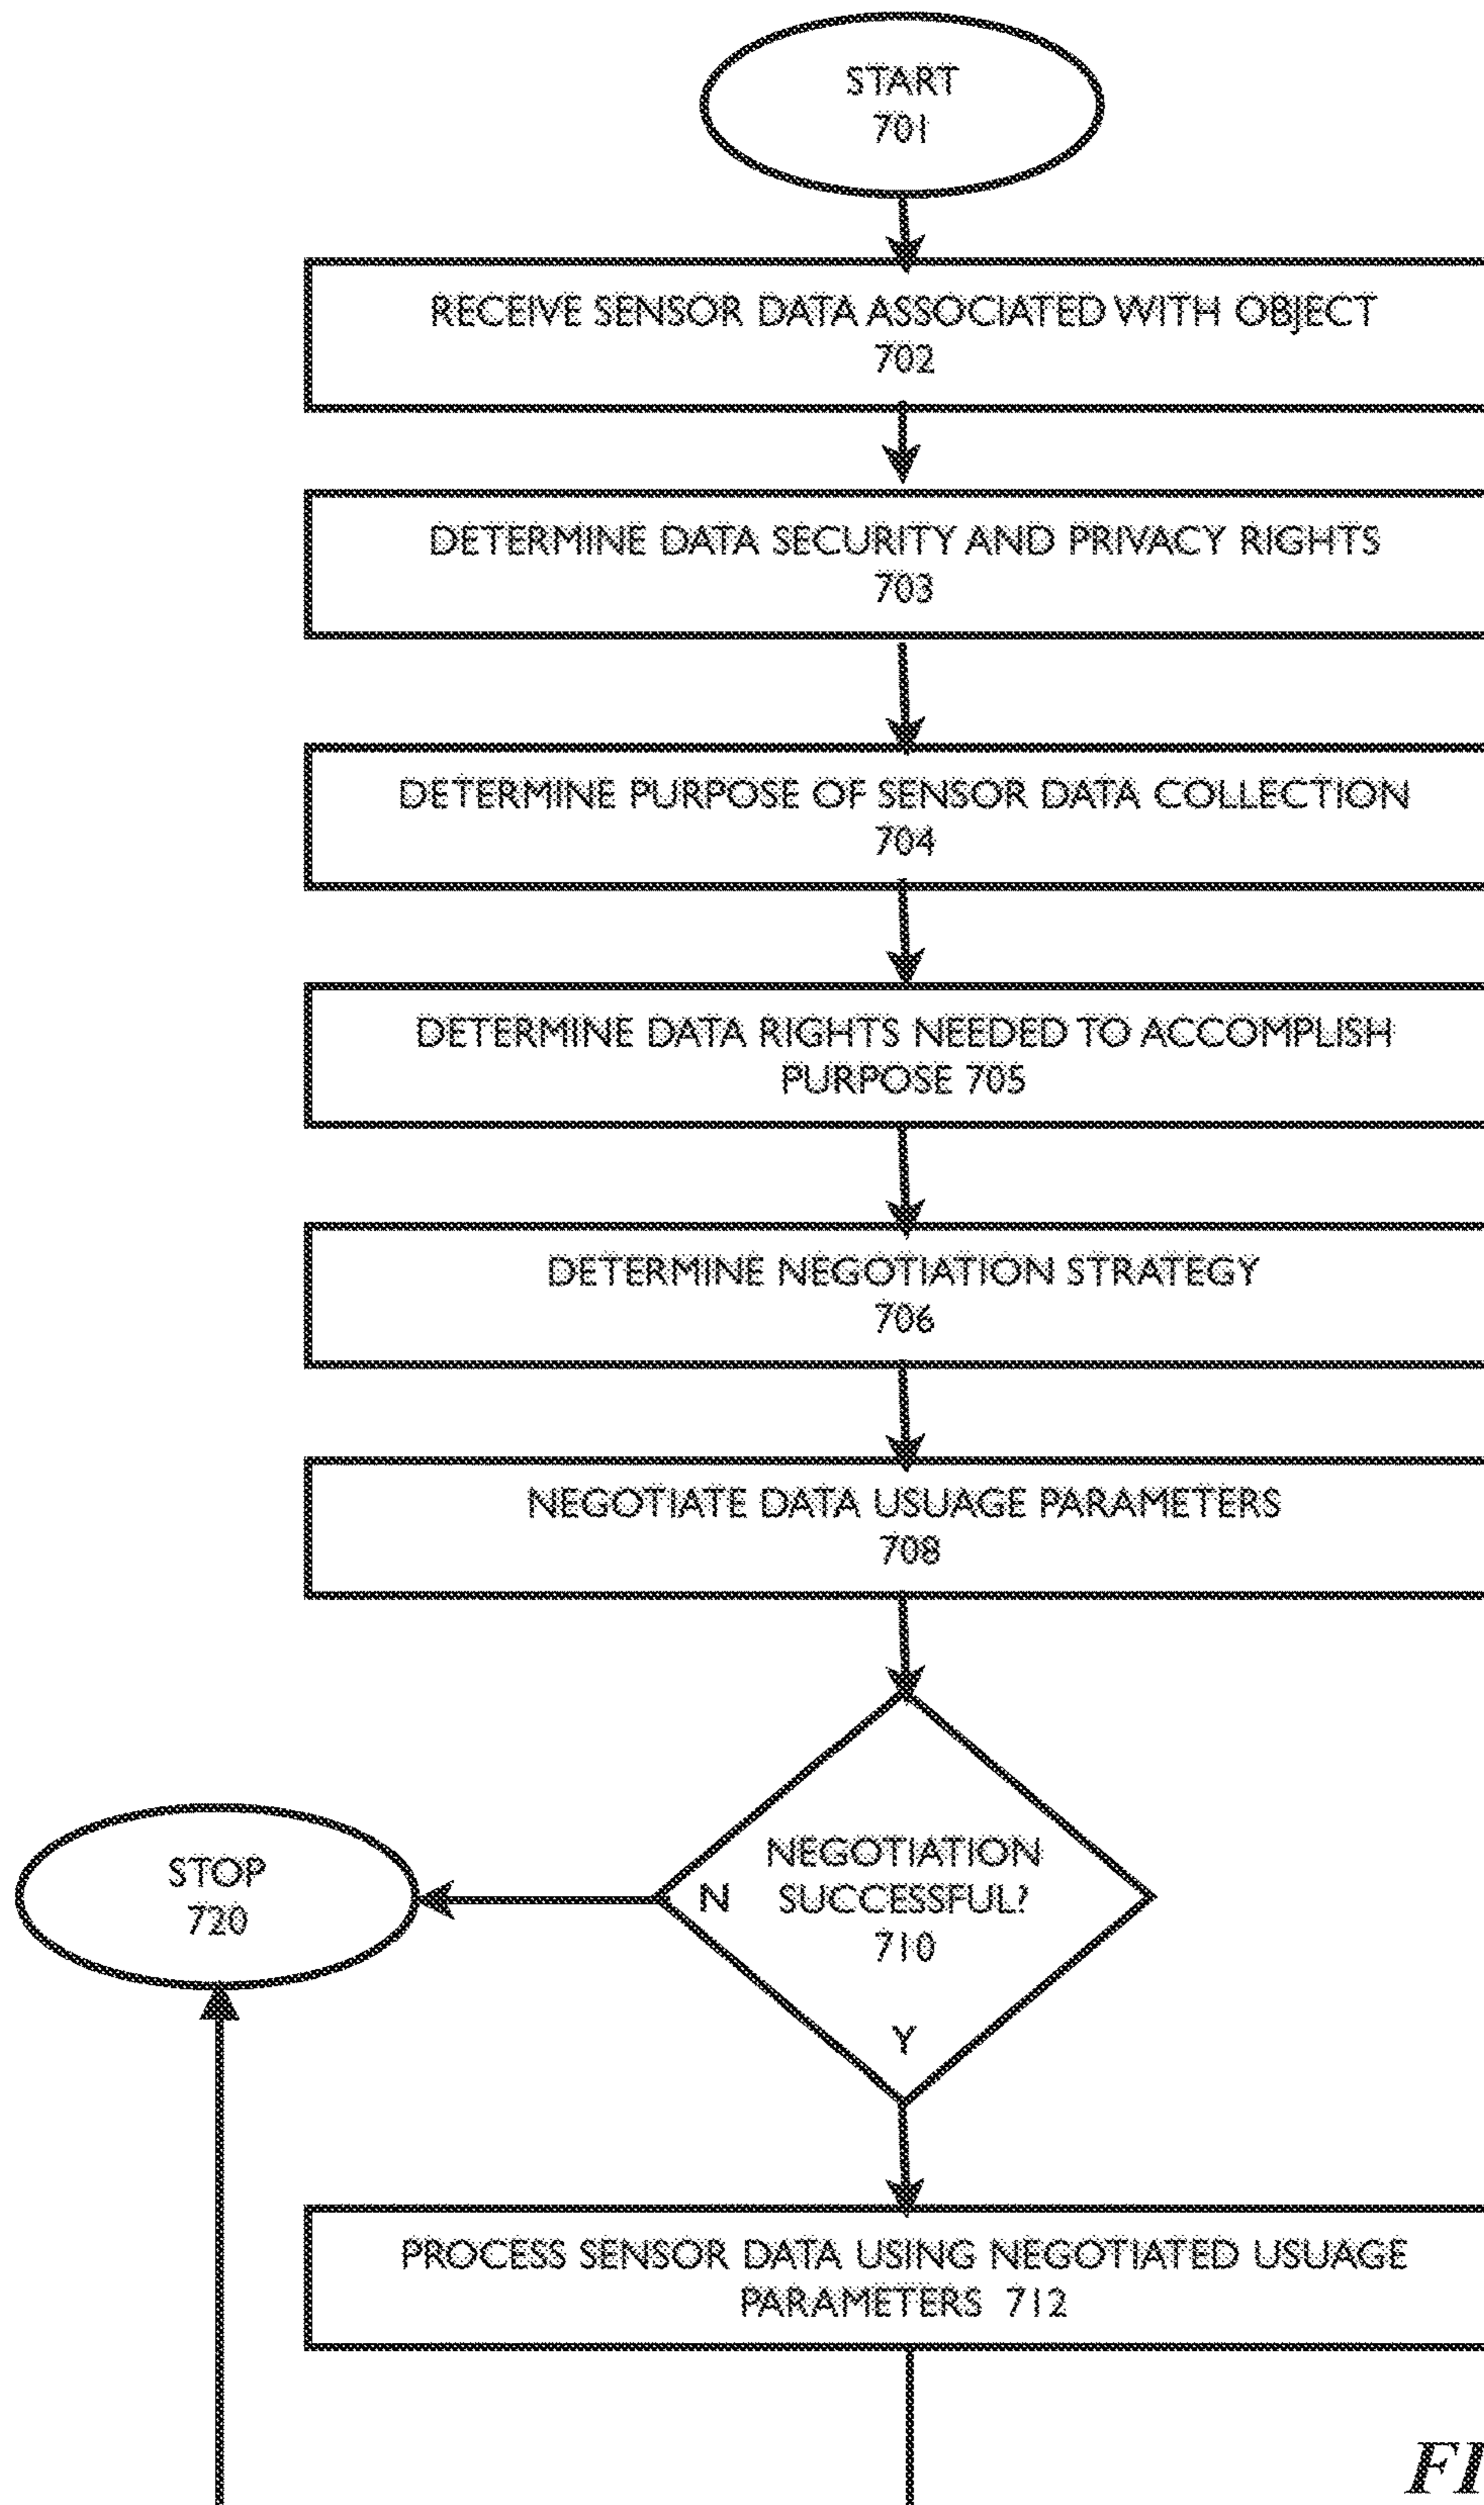 START
701
RECEIVE SENSOR DATA ASSOCIATED WITH OBJECT
702
DETERMINE DATA SECURITY AND PRIVACY RIGHTS
703
DETERMINE PURPOSE OF SENSOR DATA COLLECTION
704
DETERMINE DATA RIGHTS NEEDED TO ACCOMPLISH
PURPOSE 705
DETERMINE NEGOTIATION STRATEGY
706
NEGOTIATE DATA USUAGE PARAMETERS
708
NEGOTIATION
SUCCESSFUL?
710
N
Y
STOP
720
PROCESS SENSOR DATA USING NEGOTIATED USUAGE
PARAMETERS 712
FI